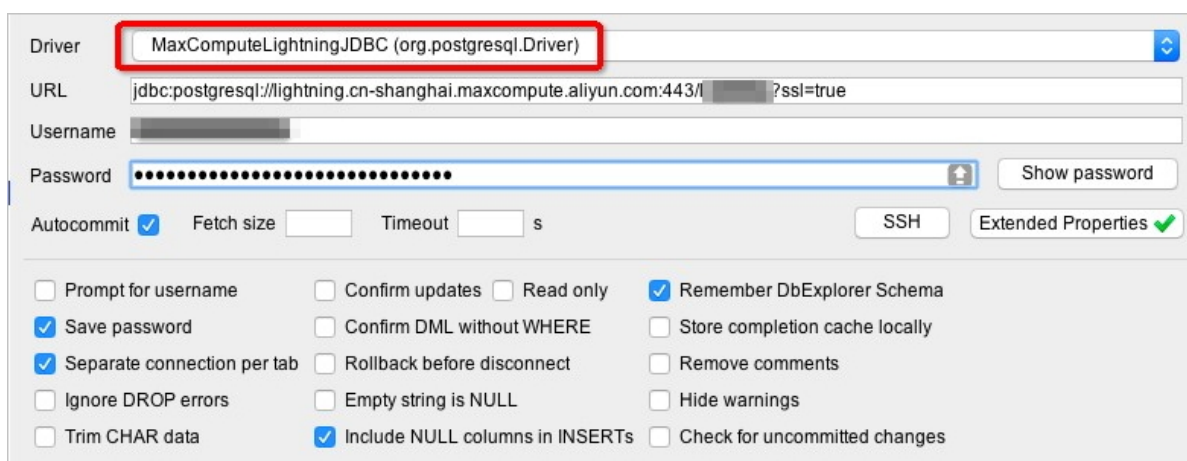 Driver MaxComputeLightningJDBC (org.postgresql.Driver)
URL jdbc:postgresql://lightning.cn-shanghai.maxcompute.aliyun.com:443/ ?ssl=true
Username
Password •••••••••••••••••••••••••••••• Show password
Autocommit Fetch size Timeout s SSH Extended Properties
Prompt for username Confirm updates Read only Remember DbExplorer Schema
Save password Confirm DML without WHERE Store completion cache locally
Separate connection per tab Rollback before disconnect Remove comments
Ignore DROP errors Empty string is NULL Hide warnings
Trim CHAR data Include NULL columns in INSERTs Check for uncommitted changes